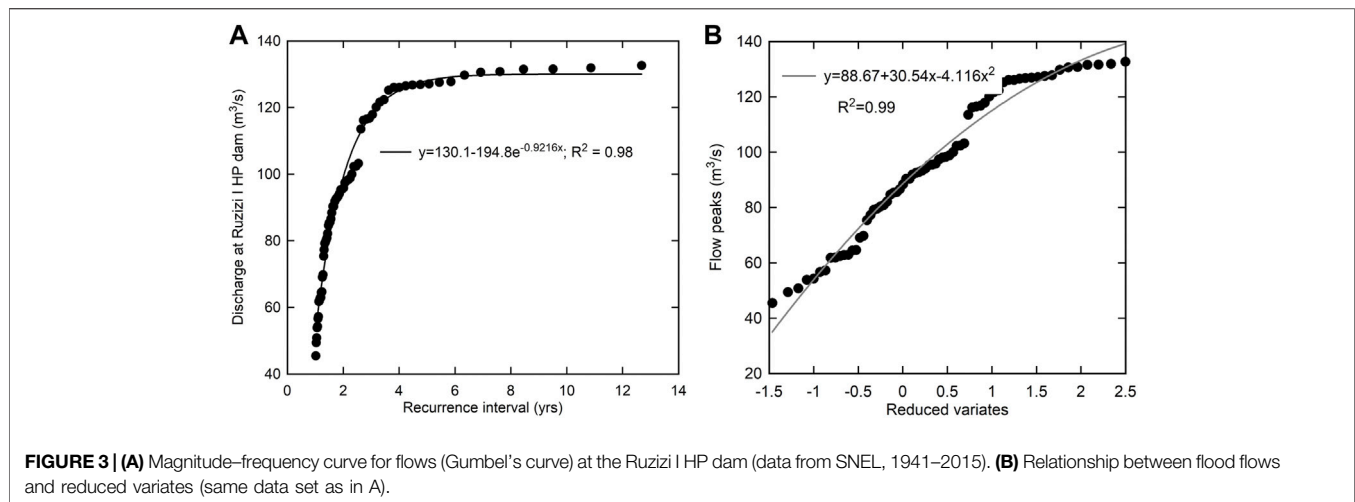 A
140
120
100
80
60
40
Discharge at Ruzizi I HP dam (m³/s)
y=130.1-194.8e^-0.9216x; R² = 0.98
0 2 4 6 8 10 12 14
Recurrence interval (yrs)
B
140
120
100
80
60
40
20
Flow peaks (m³/s)
y=88.67+30.54x-4.116x²
R²=0.99
-1.5 -1 -0.5 0 0.5 1 1.5 2 2.5
Reduced variates
FIGURE 3 | (A) Magnitude–frequency curve for flows (Gumbel's curve) at the Ruzizi I HP dam (data from SNEL, 1941–2015). (B) Relationship between flood flows
and reduced variates (same data set as in A).